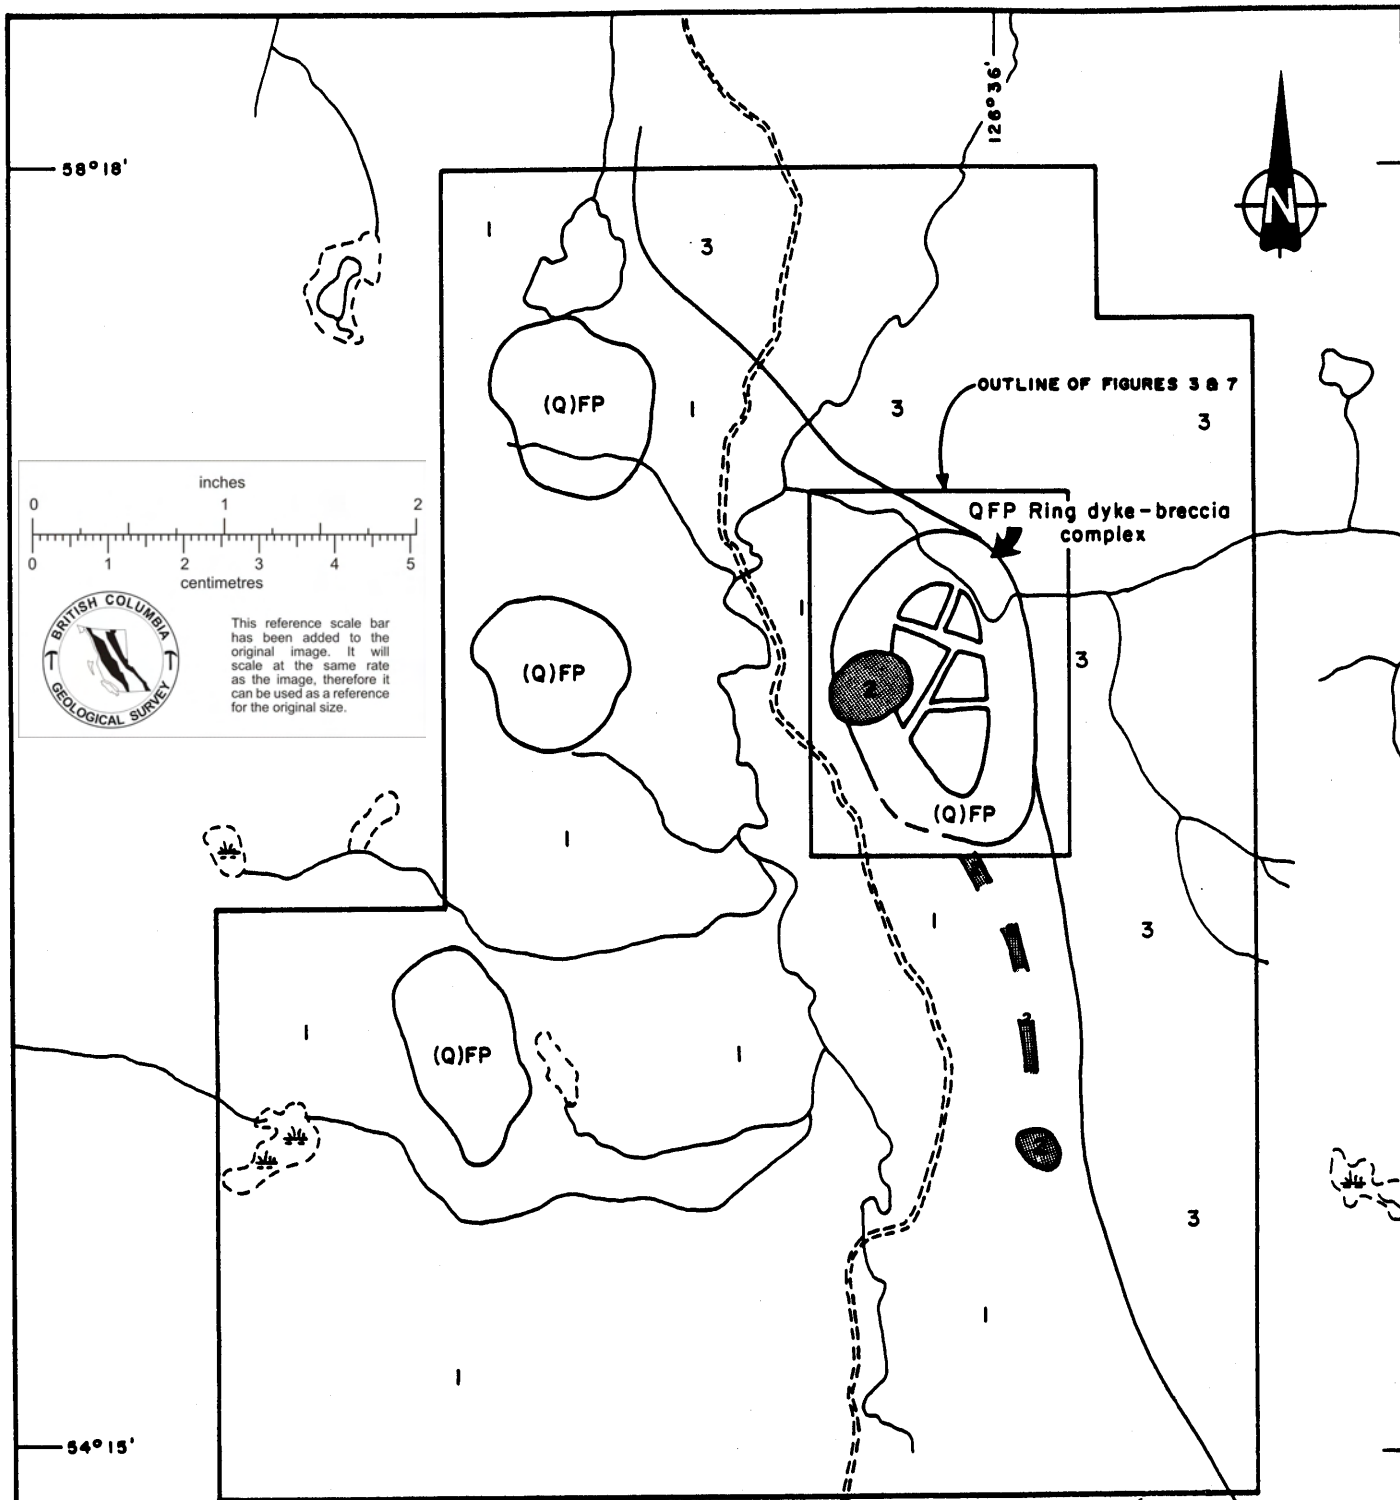 126°36'
58°18'
N
1
3
(Q)FP
1
3
OUTLINE OF FIGURES 3 & 7
3
inches
0 1 2
0 1 2 3 4 5
centimetres
BRITISH COLUMBIA
GEOLOGICAL SURVEY
This reference scale bar
has been added to the
original image. It will
scale at the same rate
as the image, therefore it
can be used as a reference
for the original size.
QFP Ring dyke-breccia
complex
1
3
(Q)FP
2
(Q)FP
1
1
3
1
(Q)FP
1
2
2
3
1
1
54°15'